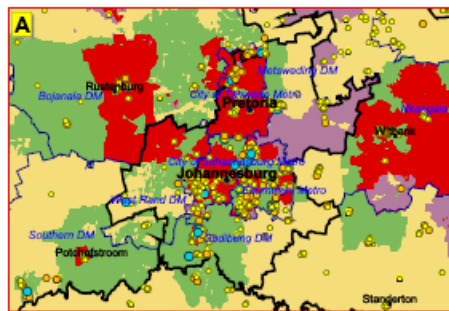 A
Metsweding DM
Rustenburg
Bojanala DM
City of Tshwane Metro
Pretoria
Nkangala
Witbank
City of Johannesburg Metro
Johannesburg
Ekurhuleni Metro
West Rand DM
Southern DM
Sedibeng DM
Potchefstroom
Standerton